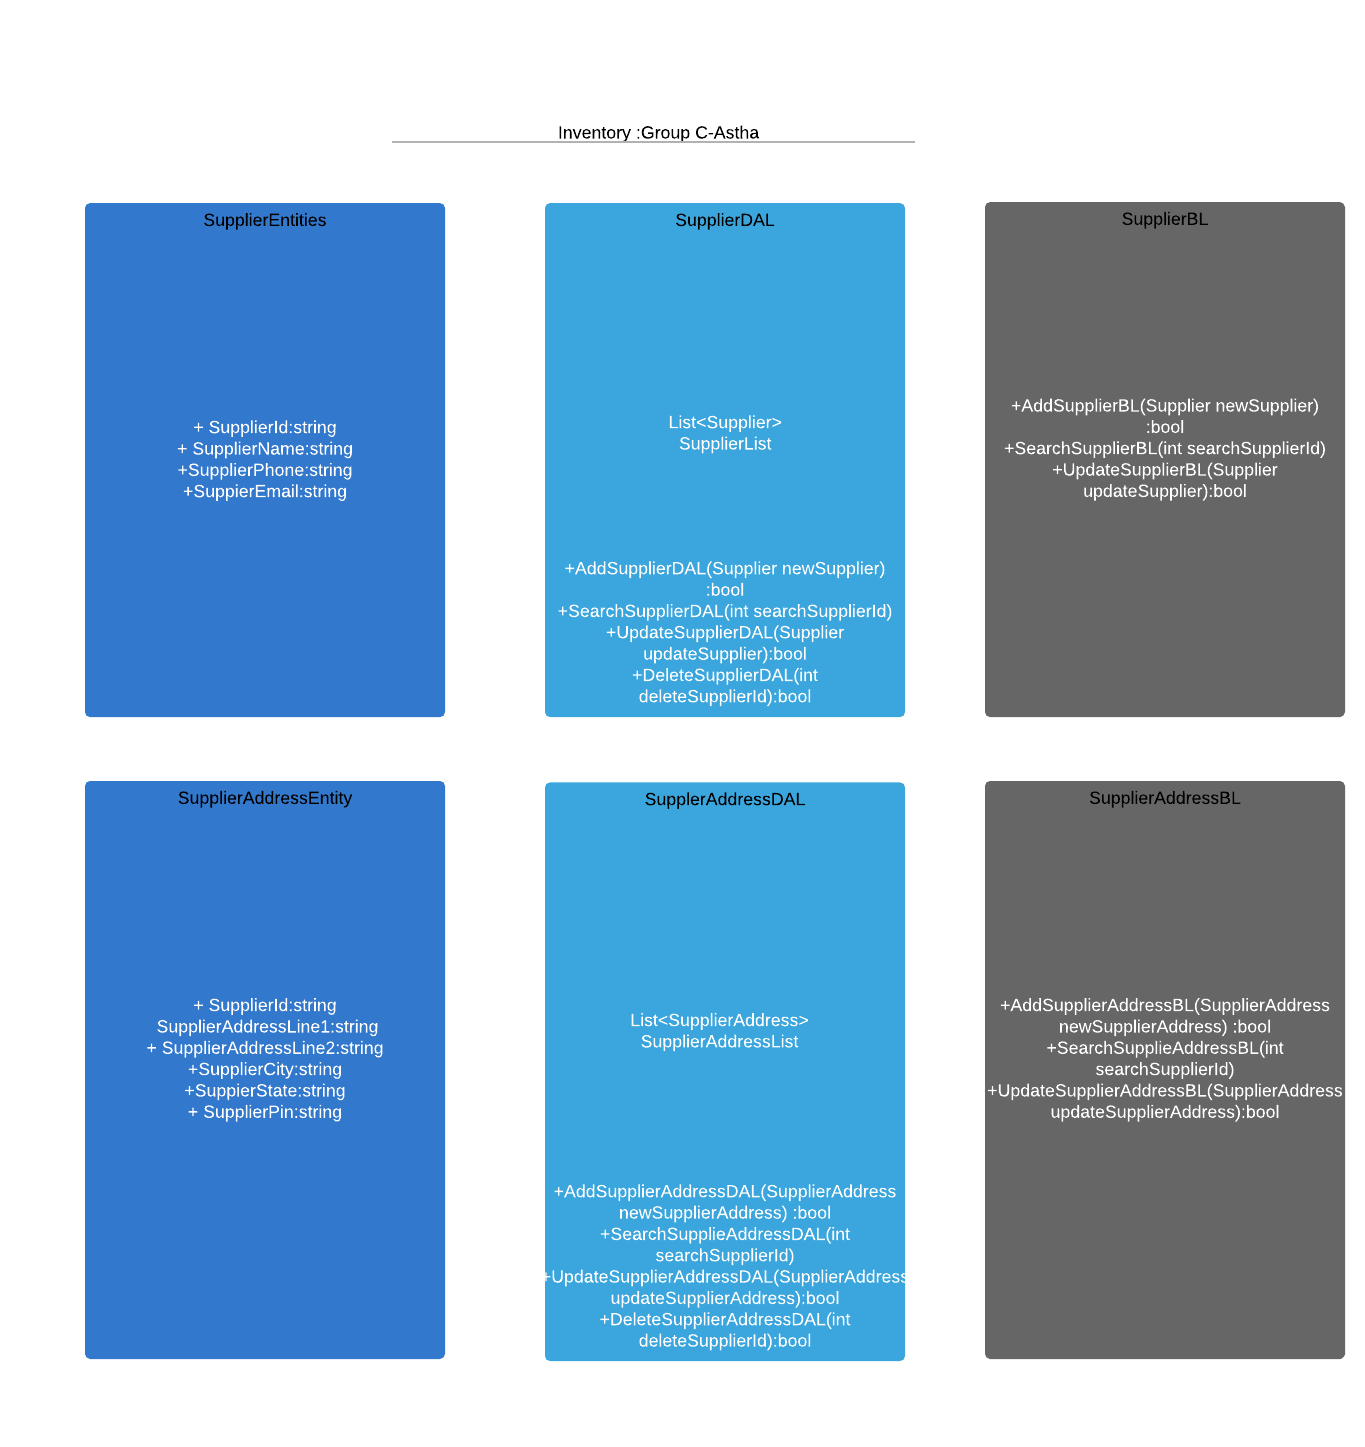 Inventory :Group C-Astha
SupplierEntities
+ SupplierId:string
+ SupplierName:string
+SupplierPhone:string
+SuppierEmail:string
SupplierDAL
List<Supplier>
SupplierList
+AddSupplierDAL(Supplier newSupplier)
:bool
+SearchSupplierDAL(int searchSupplierId)
+UpdateSupplierDAL(Supplier
updateSupplier):bool
+DeleteSupplierDAL(int
deleteSupplierId):bool
SupplierBL
+AddSupplierBL(Supplier newSupplier)
:bool
+SearchSupplierBL(int searchSupplierId)
+UpdateSupplierBL(Supplier
updateSupplier):bool
SupplierAddressEntity
+ SupplierId:string
SupplierAddressLine1:string
+ SupplierAddressLine2:string
+SupplierCity:string
+SuppierState:string
+ SupplierPin:string
SupplerAddressDAL
List<SupplierAddress>
SupplierAddressList
+AddSupplierAddressDAL(SupplierAddress
newSupplierAddress) :bool
+SearchSupplieAddressDAL(int
searchSupplierId)
+UpdateSupplierAddressDAL(SupplierAddress
updateSupplierAddress):bool
+DeleteSupplierAddressDAL(int
deleteSupplierId):bool
SupplierAddressBL
+AddSupplierAddressBL(SupplierAddress
newSupplierAddress) :bool
+SearchSupplieAddressBL(int
searchSupplierId)
+UpdateSupplierAddressBL(SupplierAddress
updateSupplierAddress):bool